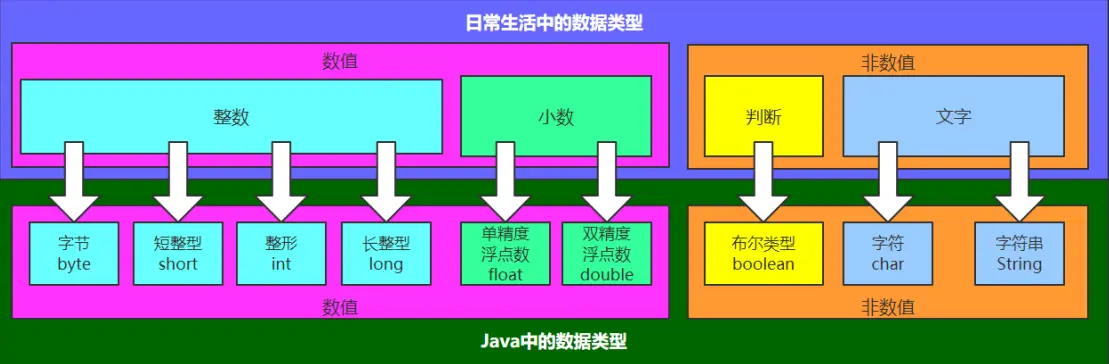 日常生活中的数据类型
数值
非数值
整数
小数
判断
文字
字节
byte
短整型
short
整形
int
长整型
long
单精度
浮点数
float
双精度
浮点数
double
布尔类型
boolean
字符
char
字符串
String
数值
非数值
Java中的数据类型